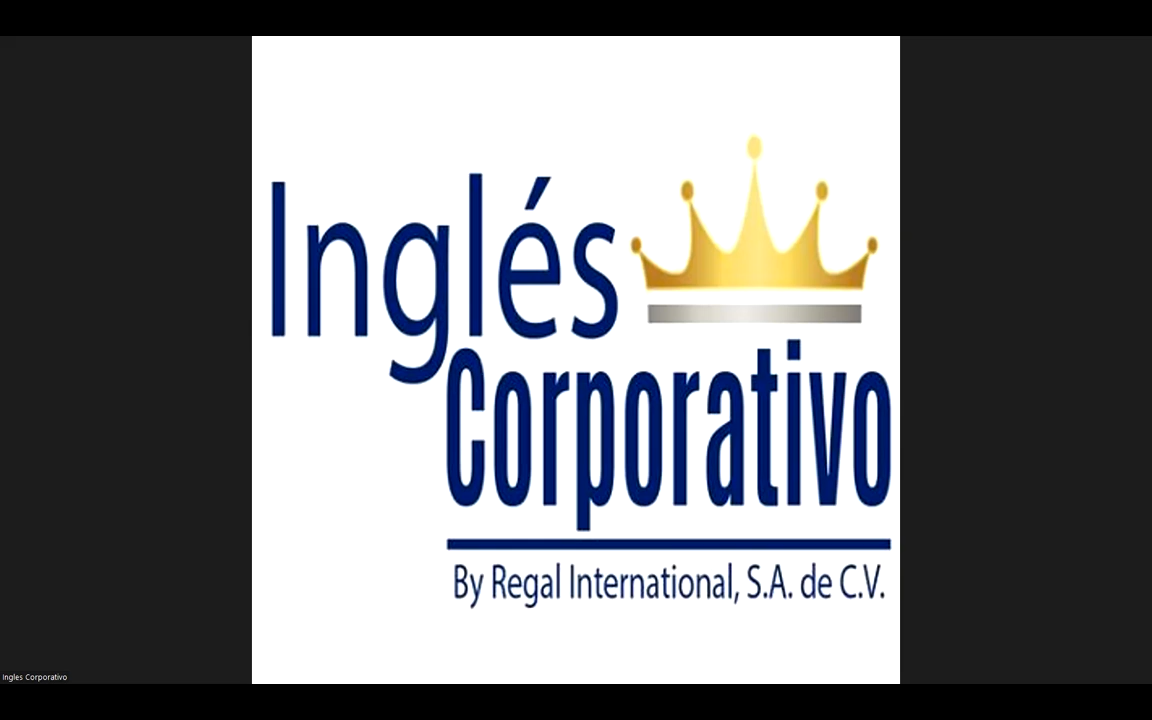 Inglés
Corporativo
By Regal International, S.A. de C.V.
Ingles Corporativo